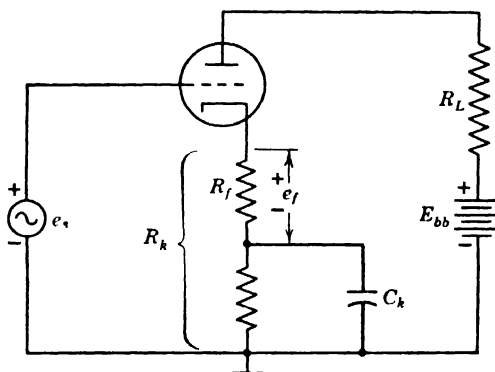 R_L
+
R_f
+
e_f
-
+
e_s
-
R_k
+
E_bb
-
C_k